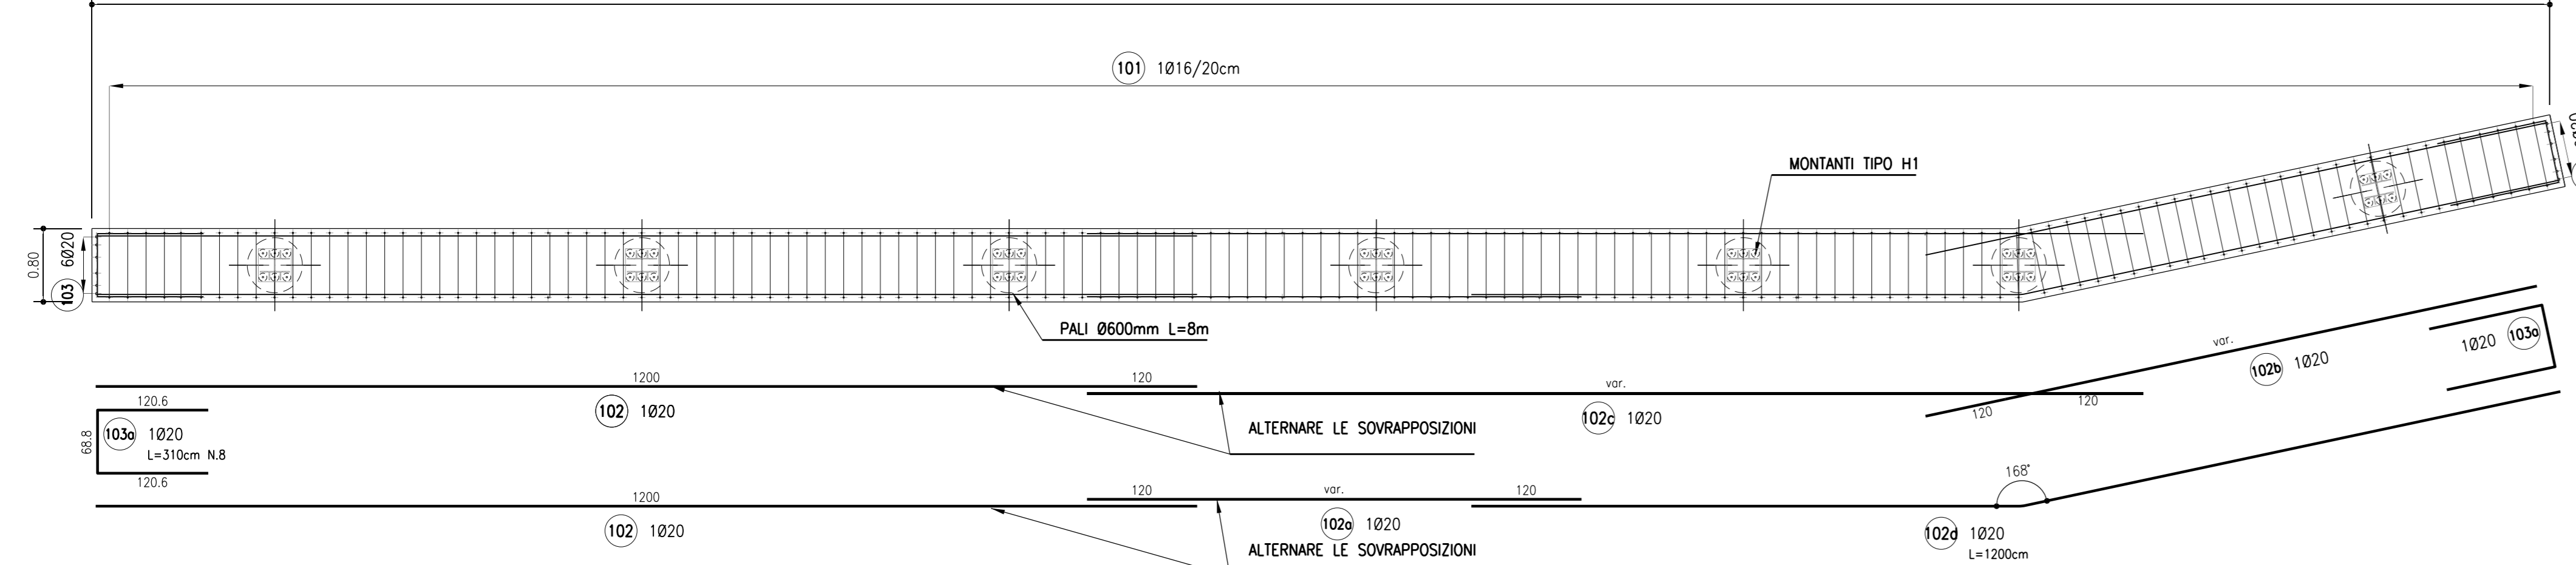 101 1Ø16/20cm
MONTANTI TIPO H1
0.80
103 6Ø20
PALI Ø600mm L=8m
1200
120
102 1Ø20
var.
102c 1Ø20
120
120
var.
102b 1Ø20
1Ø20 103a
120.6
68.8
103a 1Ø20
L=310cm N.8
120.6
ALTERNARE LE SOVRAPPOSIZIONI
1200
102 1Ø20
120
var.
120
102a 1Ø20
ALTERNARE LE SOVRAPPOSIZIONI
168°
102d 1Ø20
L=1200cm